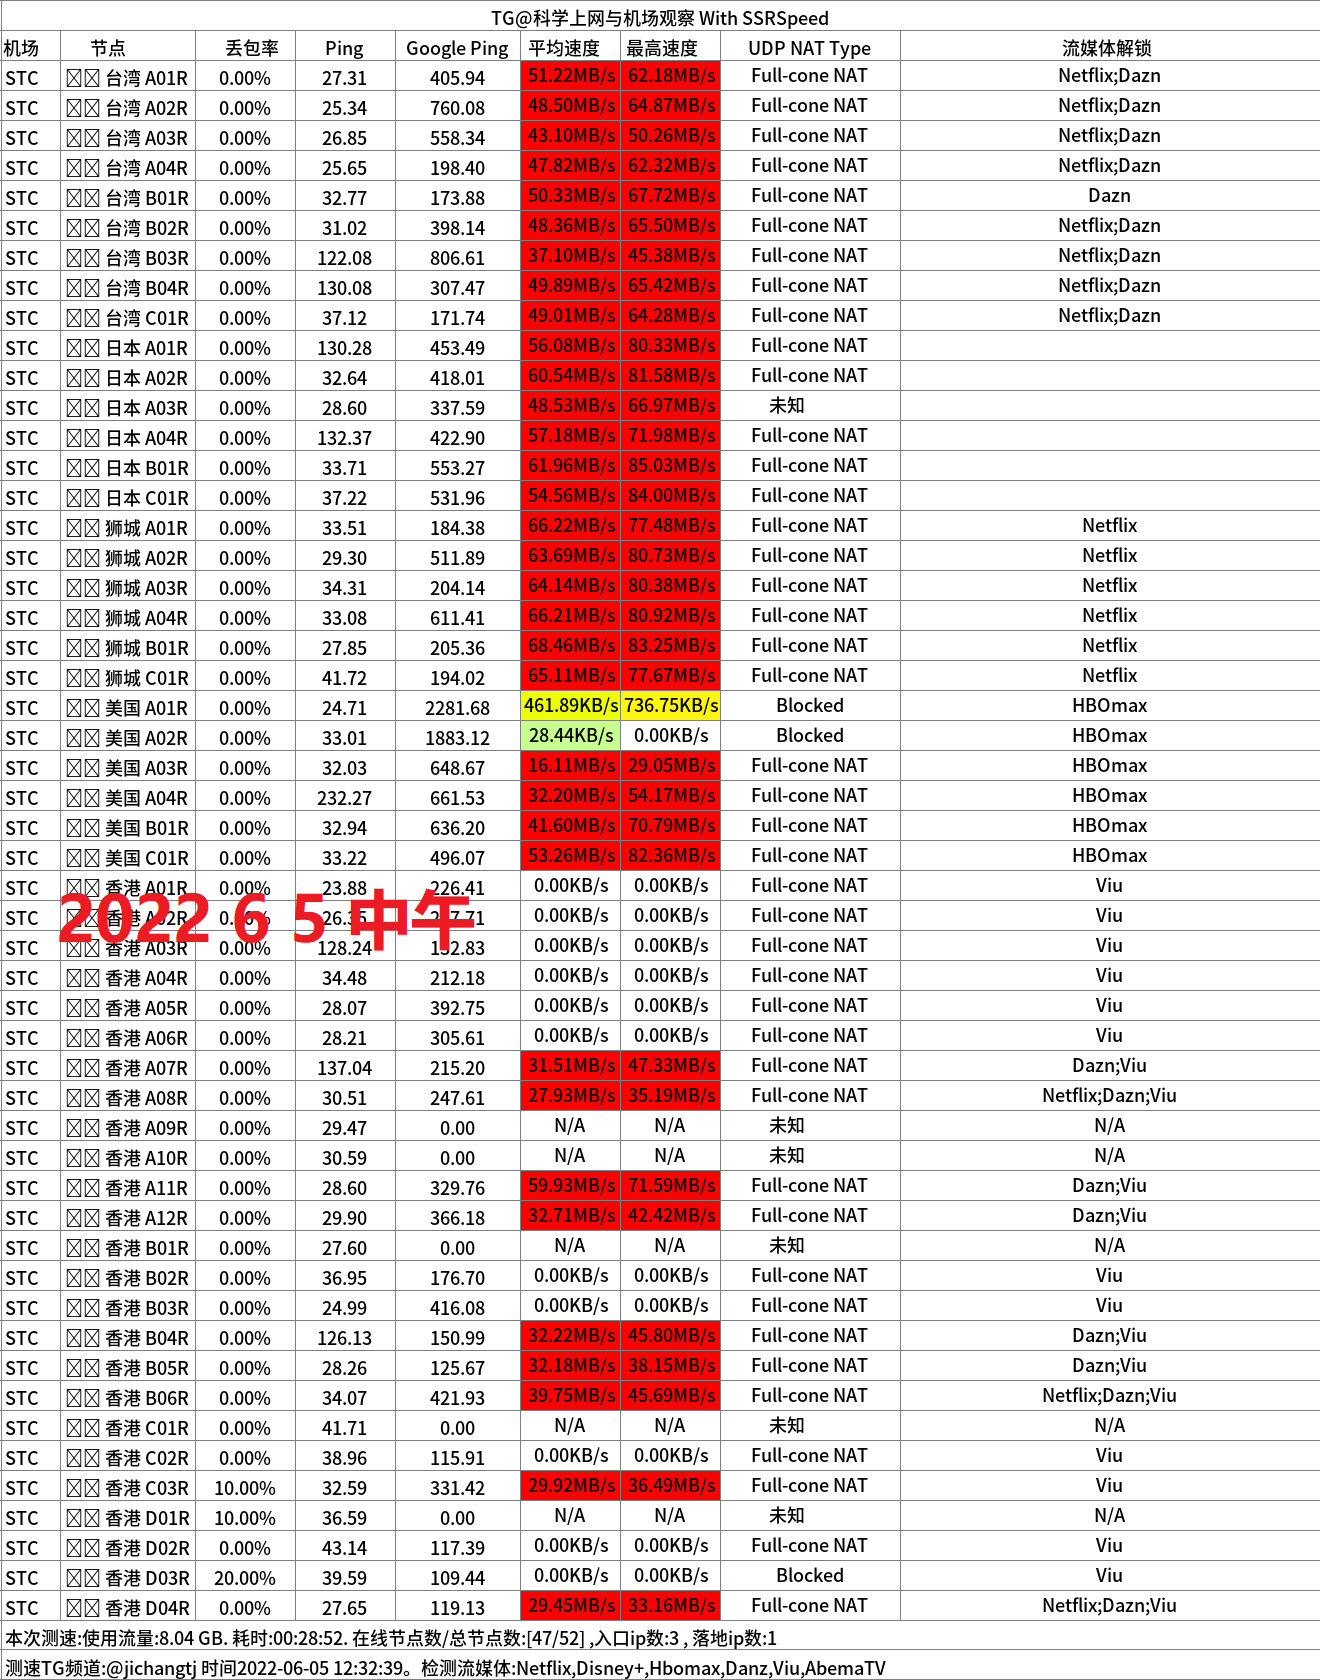 TG@科学上网与机场观察 With SSRSpeed
机场 节点 丢包率 Ping Google Ping 平均速度 最高速度 UDP NAT Type 流媒体解锁
STC 台湾 A01R 0.00% 27.31 405.94 51.22MB/s 62.18MB/s Full-cone NAT Netflix;Dazn
STC 台湾 A02R 0.00% 25.34 760.08 48.50MB/s 64.87MB/s Full-cone NAT Netflix;Dazn
STC 台湾 A03R 0.00% 26.85 558.34 43.10MB/s 50.26MB/s Full-cone NAT Netflix;Dazn
STC 台湾 A04R 0.00% 25.65 198.40 47.82MB/s 62.32MB/s Full-cone NAT Netflix;Dazn
STC 台湾 B01R 0.00% 32.77 173.88 50.33MB/s 67.72MB/s Full-cone NAT Dazn
STC 台湾 B02R 0.00% 31.02 398.14 48.36MB/s 65.50MB/s Full-cone NAT Netflix;Dazn
STC 台湾 B03R 0.00% 122.08 806.61 37.10MB/s 45.38MB/s Full-cone NAT Netflix;Dazn
STC 台湾 B04R 0.00% 130.08 307.47 49.89MB/s 65.42MB/s Full-cone NAT Netflix;Dazn
STC 台湾 C01R 0.00% 37.12 171.74 49.01MB/s 64.28MB/s Full-cone NAT Netflix;Dazn
STC 日本 A01R 0.00% 130.28 453.49 56.08MB/s 80.33MB/s Full-cone NAT
STC 日本 A02R 0.00% 32.64 418.01 60.54MB/s 81.58MB/s Full-cone NAT
STC 日本 A03R 0.00% 28.60 337.59 48.53MB/s 66.97MB/s 未知
STC 日本 A04R 0.00% 132.37 422.90 57.18MB/s 71.98MB/s Full-cone NAT
STC 日本 B01R 0.00% 33.71 553.27 61.96MB/s 85.03MB/s Full-cone NAT
STC 日本 C01R 0.00% 37.22 531.96 54.56MB/s 84.00MB/s Full-cone NAT
STC 狮城 A01R 0.00% 33.51 184.38 66.22MB/s 77.48MB/s Full-cone NAT Netflix
STC 狮城 A02R 0.00% 29.30 511.89 63.69MB/s 80.73MB/s Full-cone NAT Netflix
STC 狮城 A03R 0.00% 34.31 204.14 64.14MB/s 80.38MB/s Full-cone NAT Netflix
STC 狮城 A04R 0.00% 33.08 611.41 66.21MB/s 80.92MB/s Full-cone NAT Netflix
STC 狮城 B01R 0.00% 27.85 205.36 68.46MB/s 83.25MB/s Full-cone NAT Netflix
STC 狮城 C01R 0.00% 41.72 194.02 65.11MB/s 77.67MB/s Full-cone NAT Netflix
STC 美国 A01R 0.00% 24.71 2281.68 461.89KB/s 736.75KB/s Blocked HBOmax
STC 美国 A02R 0.00% 33.01 1883.12 28.44KB/s 0.00KB/s Blocked HBOmax
STC 美国 A03R 0.00% 32.03 648.67 16.11MB/s 29.05MB/s Full-cone NAT HBOmax
STC 美国 A04R 0.00% 232.27 661.53 32.20MB/s 54.17MB/s Full-cone NAT HBOmax
STC 美国 B01R 0.00% 32.94 636.20 41.60MB/s 70.79MB/s Full-cone NAT HBOmax
STC 美国 C01R 0.00% 33.22 496.07 53.26MB/s 82.36MB/s Full-cone NAT HBOmax
STC 香港 A01R 0.00% 23.88 226.41 0.00KB/s 0.00KB/s Full-cone NAT Viu
2022 6 5 中午
STC 香港 A02R 0.00% 0.00KB/s 0.00KB/s Full-cone NAT Viu
STC 香港 A03R 0.00% 128.24 0.00KB/s 0.00KB/s Full-cone NAT Viu
STC 香港 A04R 0.00% 34.48 212.18 0.00KB/s 0.00KB/s Full-cone NAT Viu
STC 香港 A05R 0.00% 28.07 392.75 0.00KB/s 0.00KB/s Full-cone NAT Viu
STC 香港 A06R 0.00% 28.21 305.61 0.00KB/s 0.00KB/s Full-cone NAT Viu
STC 香港 A07R 0.00% 137.04 215.20 31.51MB/s 47.33MB/s Full-cone NAT Dazn;Viu
STC 香港 A08R 0.00% 30.51 247.61 27.93MB/s 35.19MB/s Full-cone NAT Netflix;Dazn;Viu
STC 香港 A09R 0.00% 29.47 0.00 N/A N/A 未知 N/A
STC 香港 A10R 0.00% 30.59 0.00 N/A N/A 未知 N/A
STC 香港 A11R 0.00% 28.60 329.76 59.93MB/s 71.59MB/s Full-cone NAT Dazn;Viu
STC 香港 A12R 0.00% 29.90 366.18 32.71MB/s 42.42MB/s Full-cone NAT Dazn;Viu
STC 香港 B01R 0.00% 27.60 0.00 N/A N/A 未知 N/A
STC 香港 B02R 0.00% 36.95 176.70 0.00KB/s 0.00KB/s Full-cone NAT Viu
STC 香港 B03R 0.00% 24.99 416.08 0.00KB/s 0.00KB/s Full-cone NAT Viu
STC 香港 B04R 0.00% 126.13 150.99 32.22MB/s 45.80MB/s Full-cone NAT Dazn;Viu
STC 香港 B05R 0.00% 28.26 125.67 32.18MB/s 38.15MB/s Full-cone NAT Dazn;Viu
STC 香港 B06R 0.00% 34.07 421.93 39.75MB/s 45.69MB/s Full-cone NAT Netflix;Dazn;Viu
STC 香港 C01R 0.00% 41.71 0.00 N/A N/A 未知 N/A
STC 香港 C02R 0.00% 38.96 115.91 0.00KB/s 0.00KB/s Full-cone NAT Viu
STC 香港 C03R 10.00% 32.59 331.42 29.92MB/s 36.49MB/s Full-cone NAT Viu
STC 香港 D01R 10.00% 36.59 0.00 N/A N/A 未知 N/A
STC 香港 D02R 0.00% 43.14 117.39 0.00KB/s 0.00KB/s Full-cone NAT Viu
STC 香港 D03R 20.00% 39.59 109.44 0.00KB/s 0.00KB/s Blocked Viu
STC 香港 D04R 0.00% 27.65 119.13 29.45MB/s 33.16MB/s Full-cone NAT Netflix;Dazn;Viu
本次测速:使用流量:8.04 GB. 耗时:00:28:52. 在线节点数/总节点数:[47/52] ,入口ip数:3 , 落地ip数:1
测速TG频道:@jichangtj 时间2022-06-05 12:32:39。检测流媒体:Netflix,Disney+,Hbomax,Danz,Viu,AbemaTV